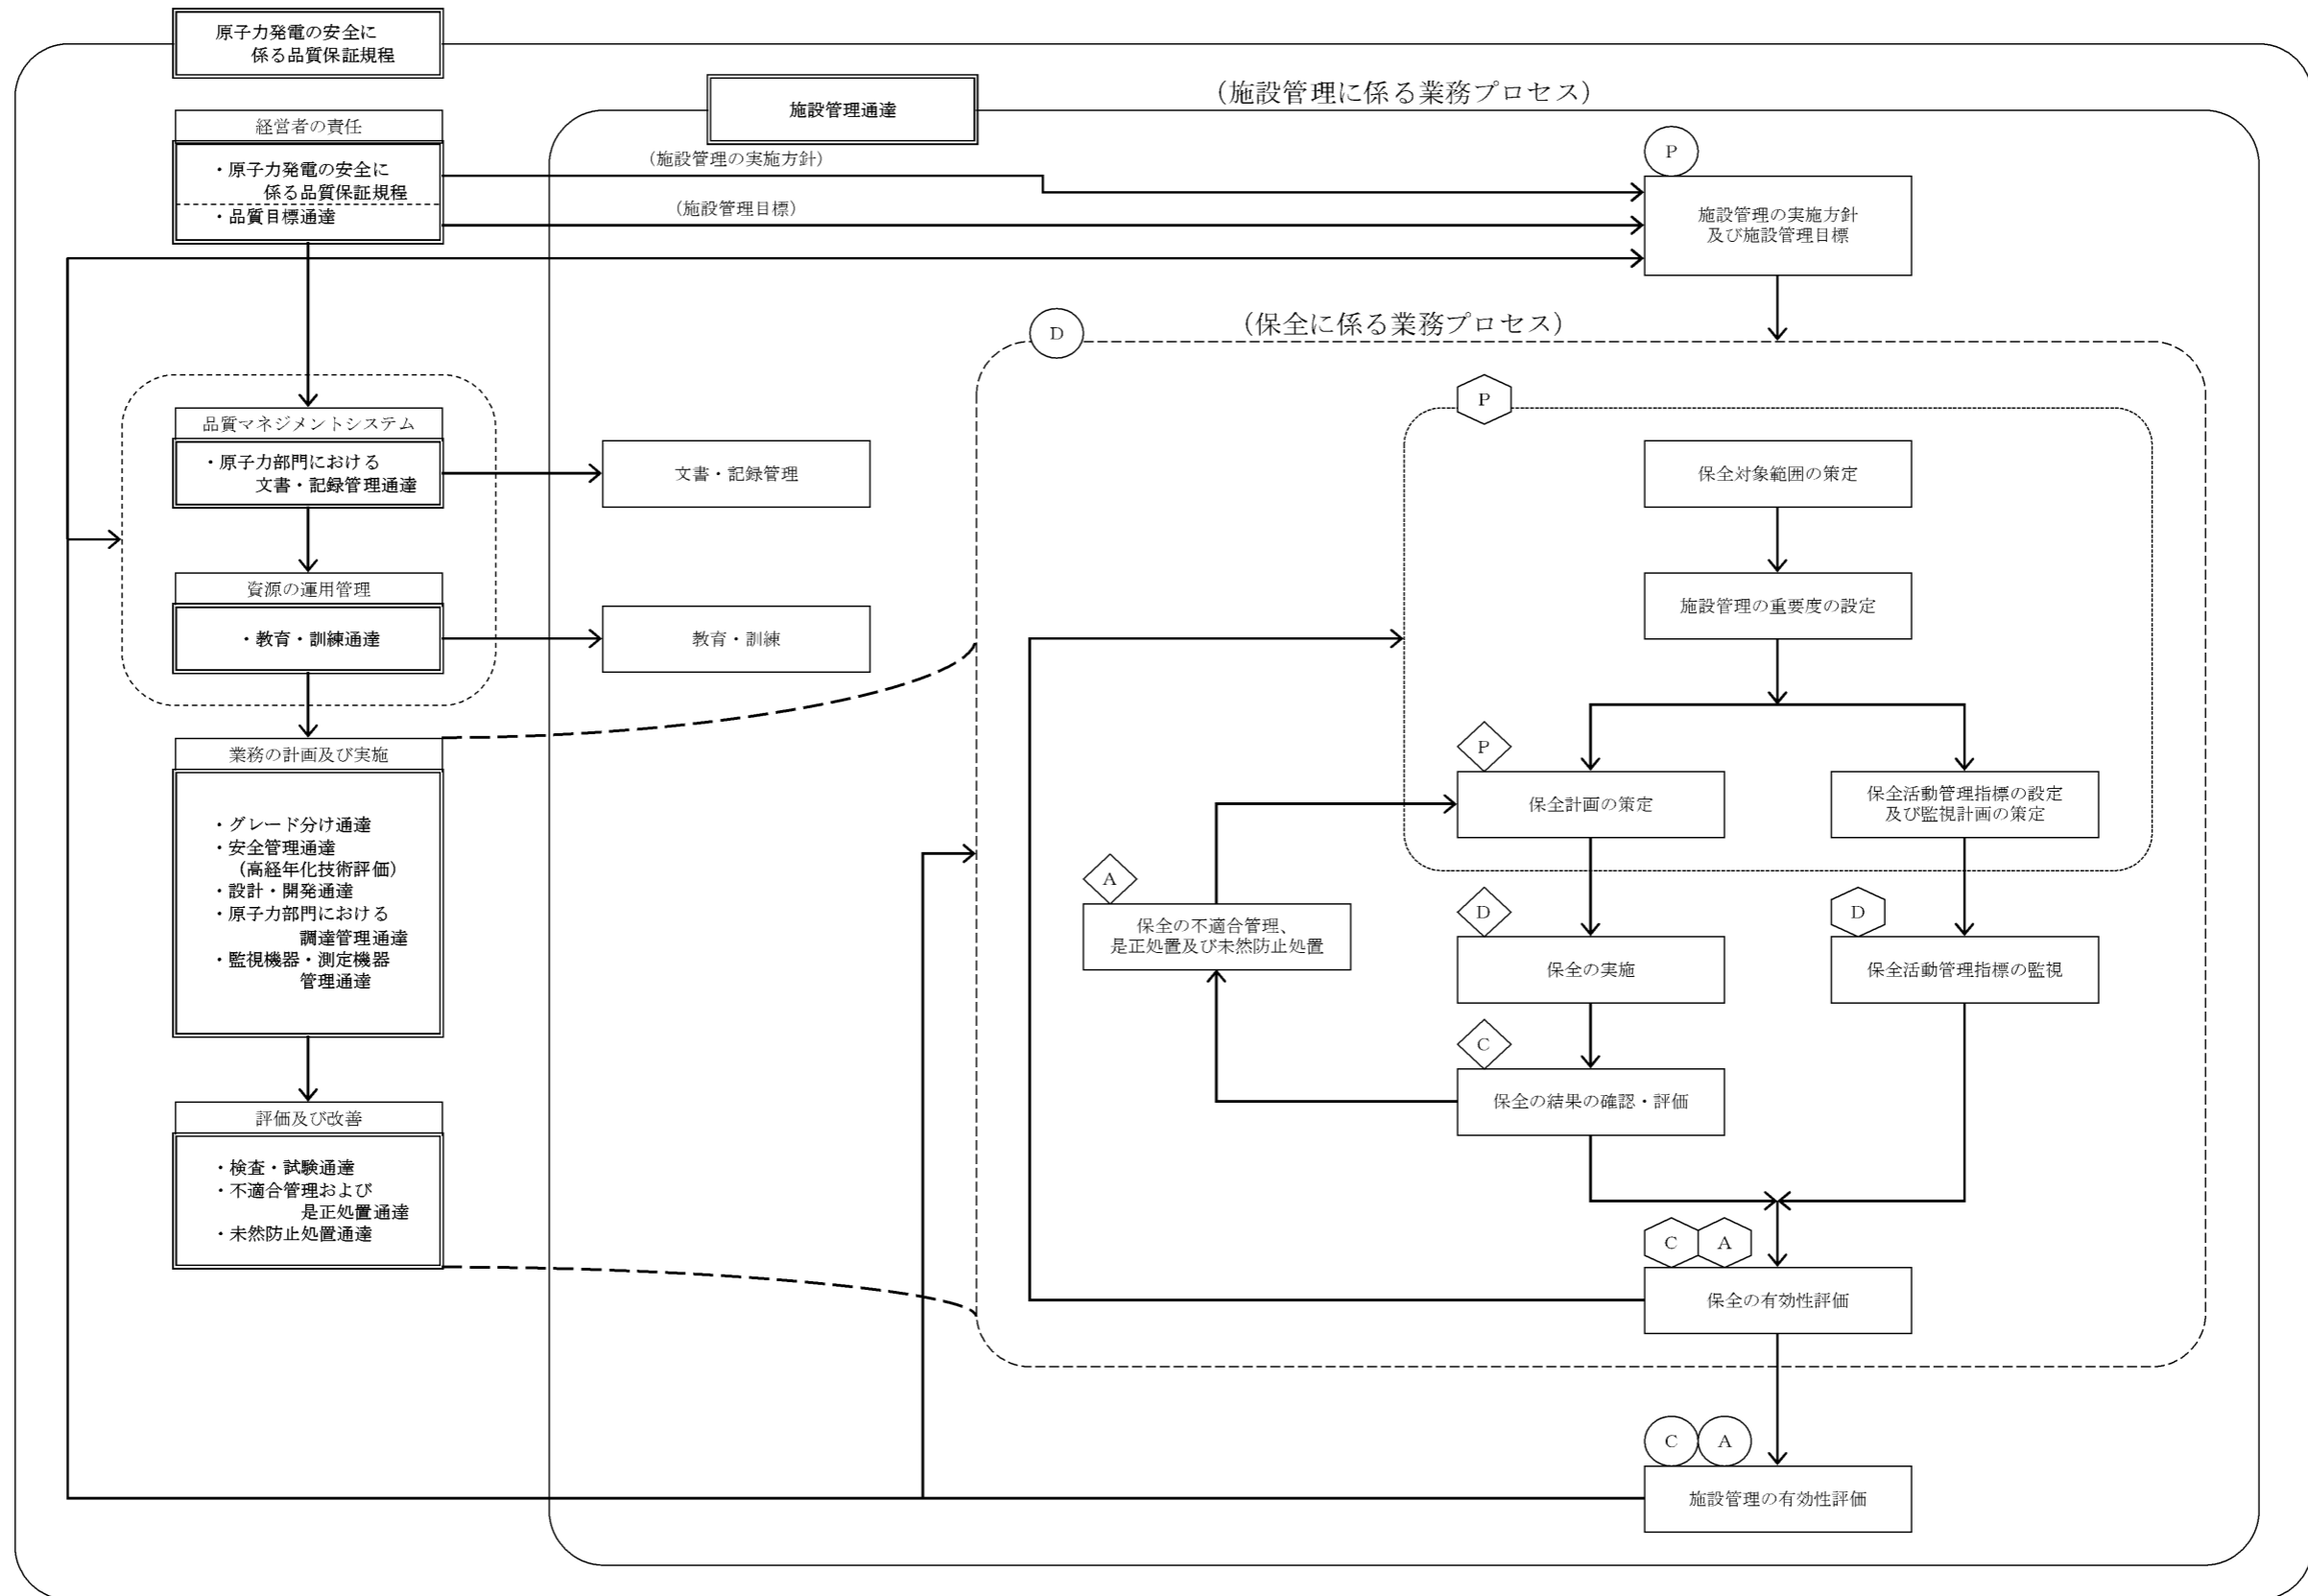 原子力発電の安全に
係る品質保証規程
施設管理通達
（施設管理に係る業務プロセス）
経営者の責任
・原子力発電の安全に
係る品質保証規程
・品質目標通達
（施設管理の実施方針）
（施設管理目標）
P
施設管理の実施方針
及び施設管理目標
D
（保全に係る業務プロセス）
品質マネジメントシステム
・原子力部門における
文書・記録管理通達
文書・記録管理
資源の運用管理
・教育・訓練通達
教育・訓練
業務の計画及び実施
・グレード分け通達
・安全管理通達
（高経年化技術評価）
・設計・開発通達
・原子力部門における
調達管理通達
・監視機器・測定機器
管理通達
評価及び改善
・検査・試験通達
・不適合管理および
是正処置通達
・未然防止処置通達
P
保全対象範囲の策定
施設管理の重要度の設定
P
保全計画の策定
保全活動管理指標の設定
及び監視計画の策定
A
保全の不適合管理、
是正処置及び未然防止処置
D
保全の実施
D
保全活動管理指標の監視
C
保全の結果の確認・評価
C
A
保全の有効性評価
C
A
施設管理の有効性評価